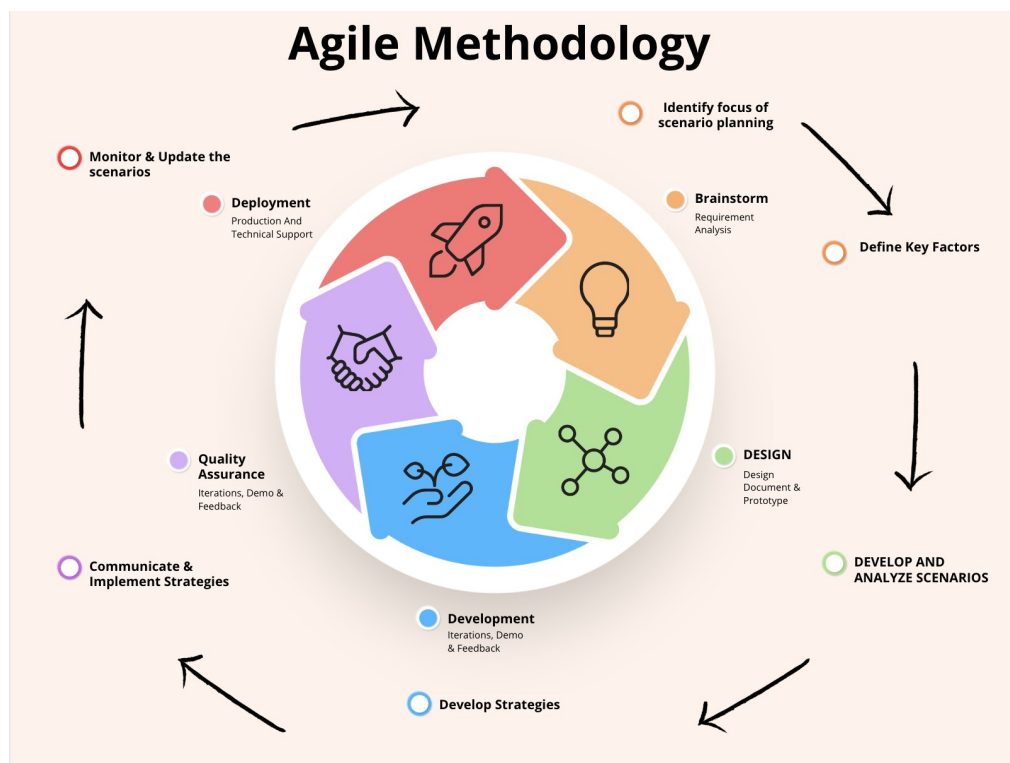 Agile Methodology
Identify focus of
scenario planning
Monitor & Update the
scenarios
Deployment
Production And
Technical Support
Brainstorm
Requirement
Analysis
Define Key Factors
Quality
Assurance
Iterations, Demo &
Feedback
DESIGN
Design
Document &
Prototype
Communicate &
Implement Strategies
DEVELOP AND
ANALYZE SCENARIOS
Development
Iterations, Demo
& Feedback
Develop Strategies